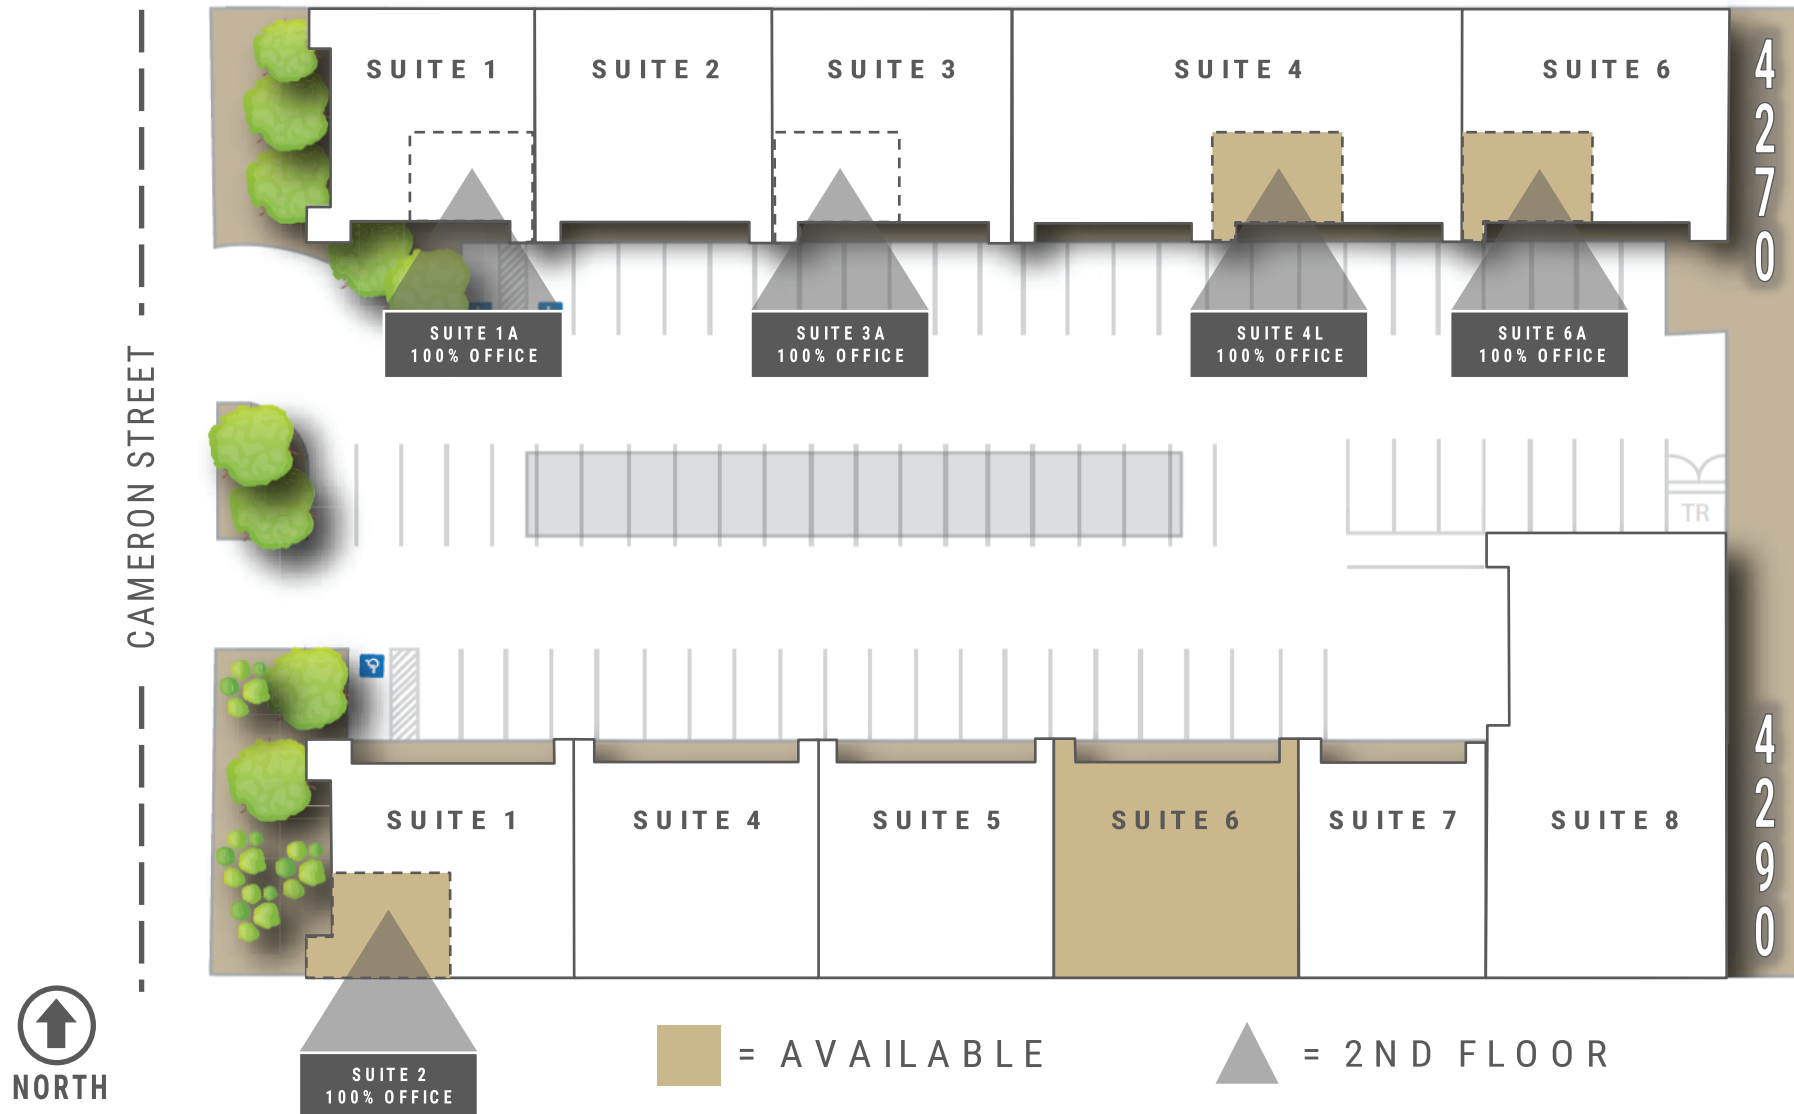 SUITE 1
SUITE 2
SUITE 3
SUITE 4
SUITE 6
4270
SUITE 1A
100% OFFICE
SUITE 3A
100% OFFICE
SUITE 4L
100% OFFICE
SUITE 6A
100% OFFICE
CAMERON STREET
TR
SUITE 1
SUITE 4
SUITE 5
SUITE 6
SUITE 7
SUITE 8
4290
SUITE 2
100% OFFICE
NORTH
= AVAILABLE
= 2ND FLOOR